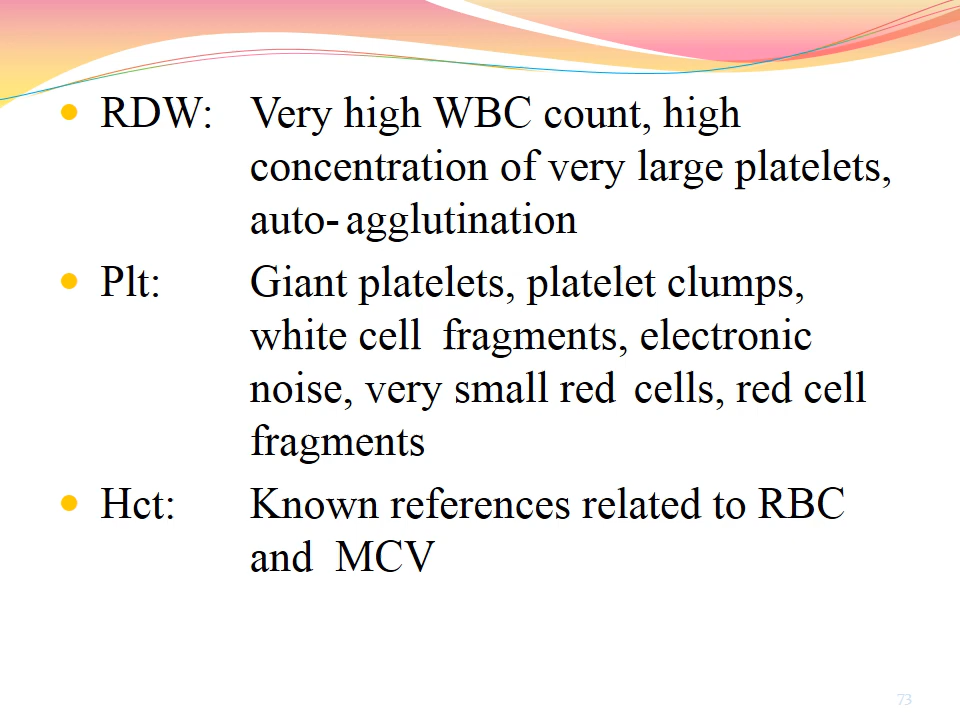 RDW: Very high WBC count, high
concentration of very large platelets,
auto- agglutination
Plt: Giant platelets, platelet clumps,
white cell fragments, electronic
noise, very small red cells, red cell
fragments
Hct: Known references related to RBC
and MCV
73